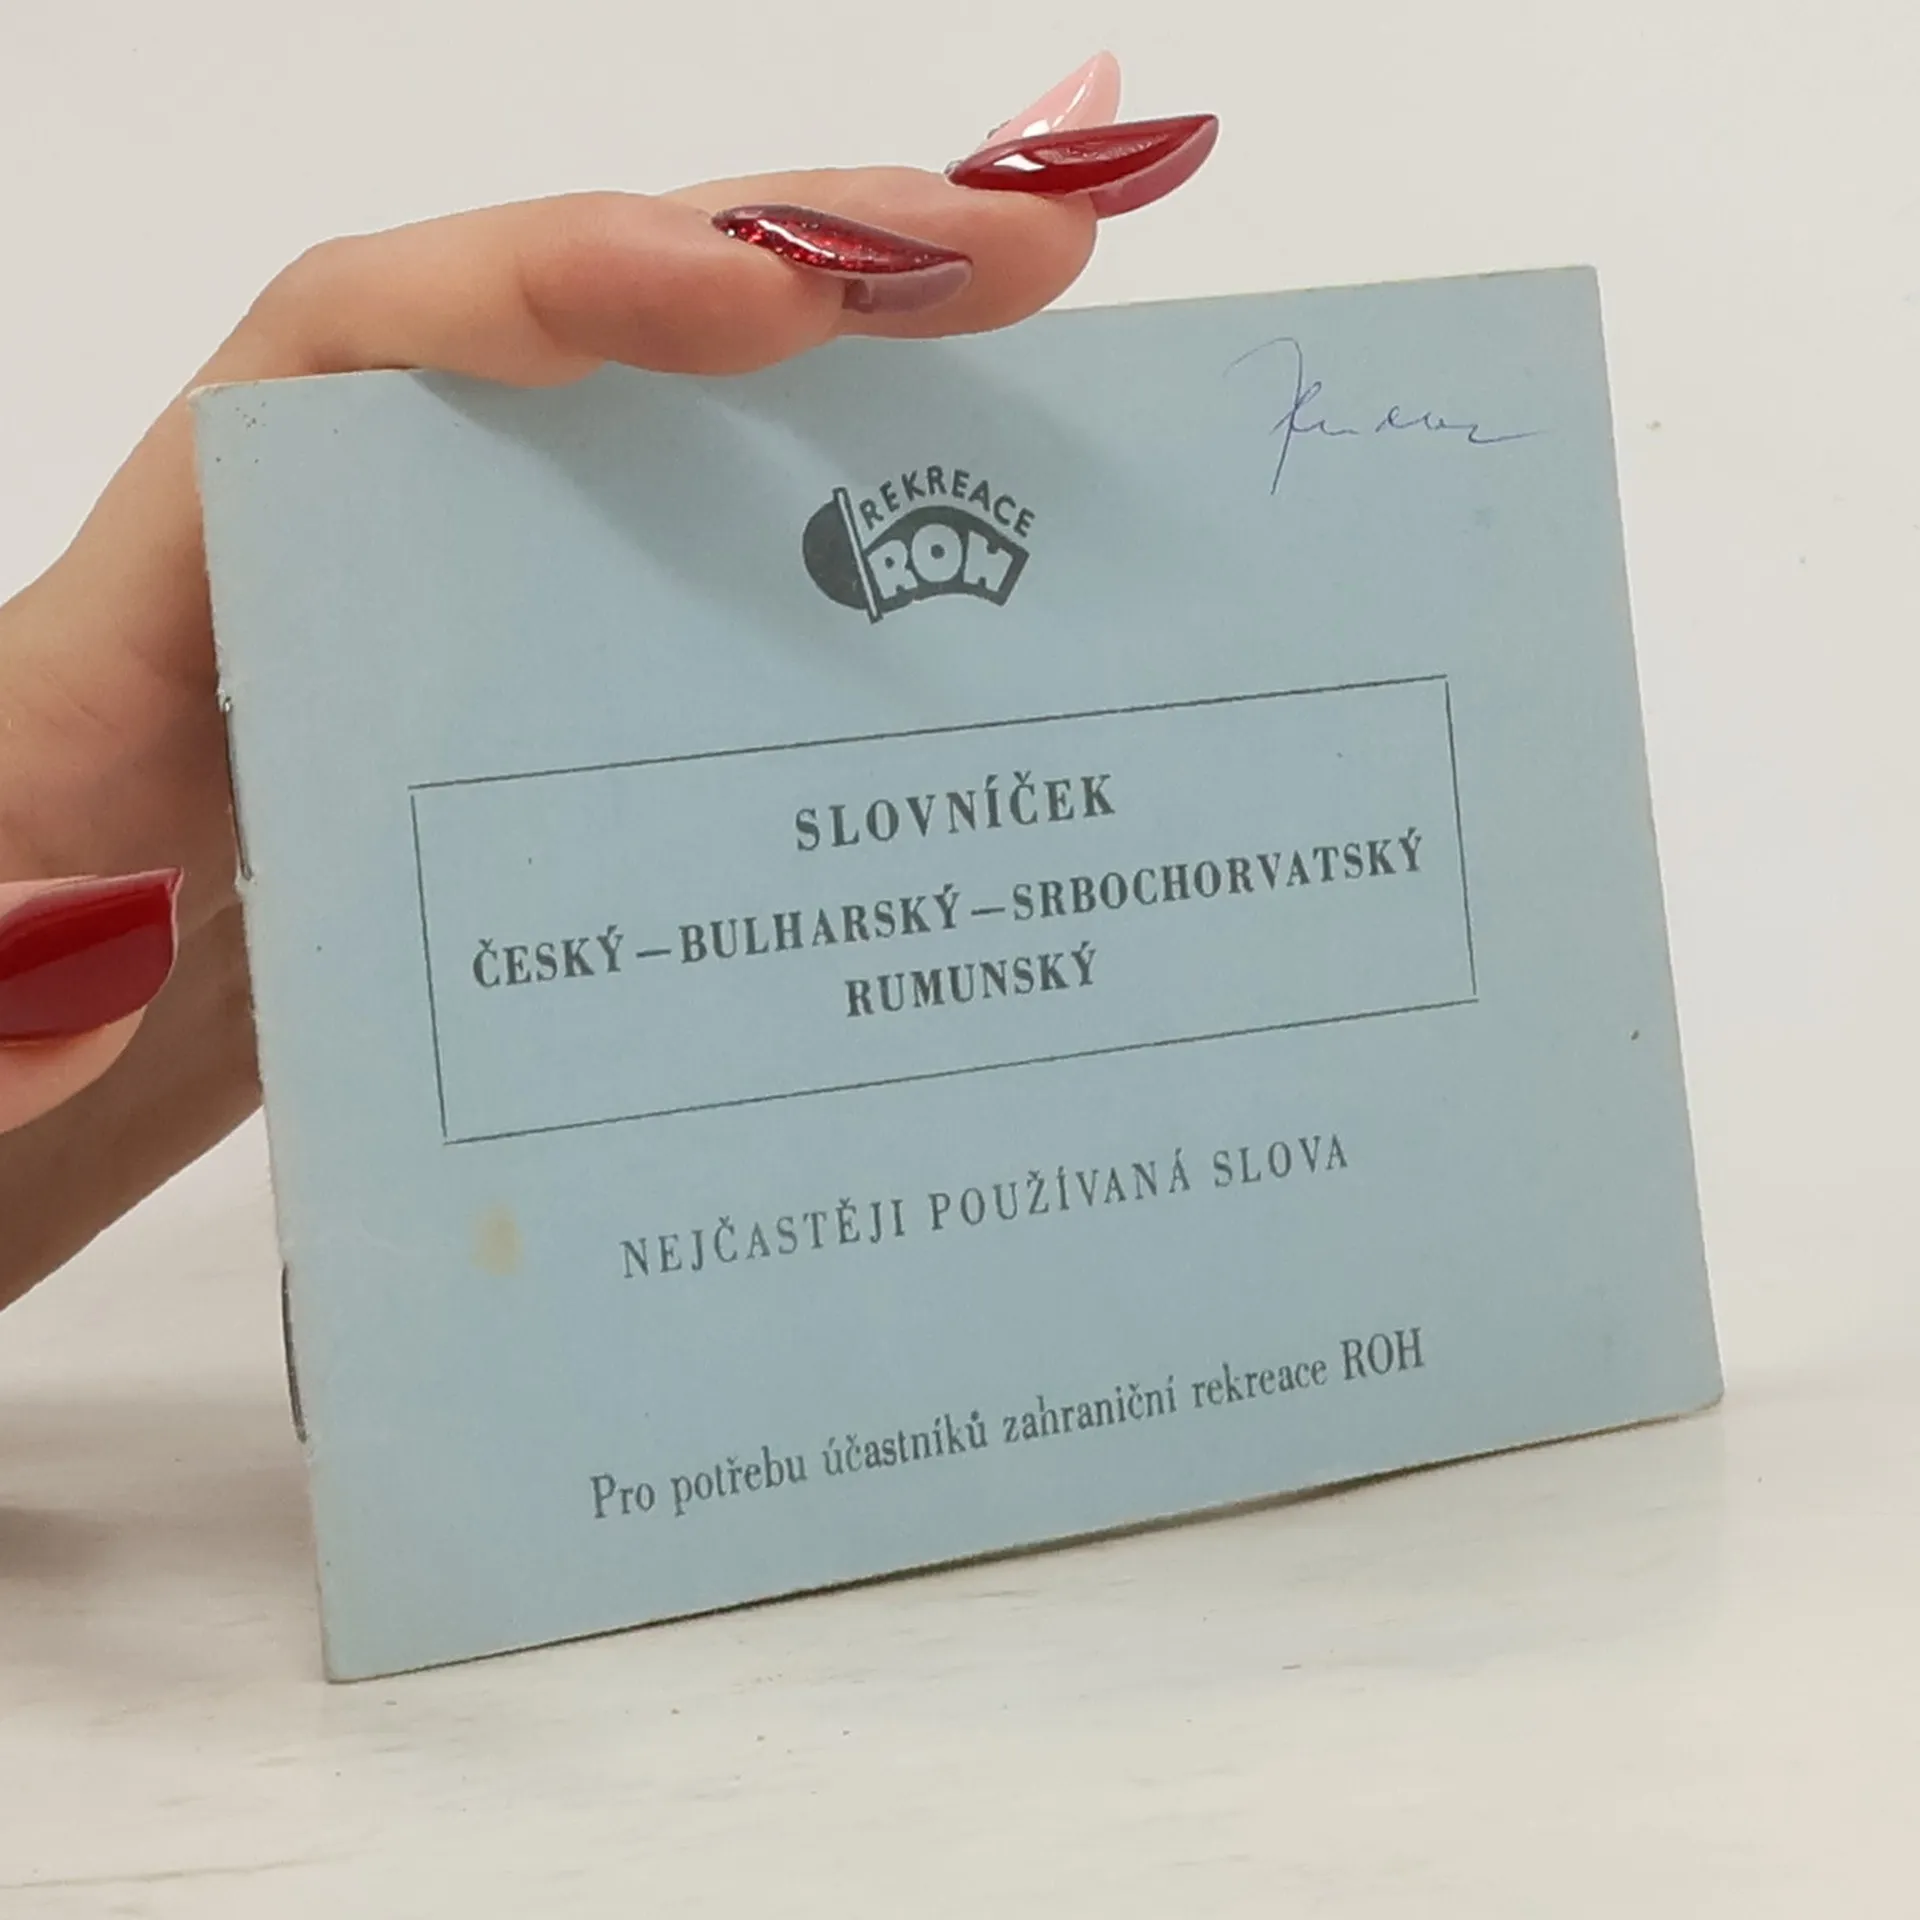 REKREACE
ROH
SLOVNÍČEK
ČESKÝ—BULHARSKÝ—SRBOCHORVATSKÝ
RUMUNSKÝ
NEJČASTĚJI POUŽÍVANÁ SLOVA
Pro potřebu účastníků zahraniční rekreace ROH